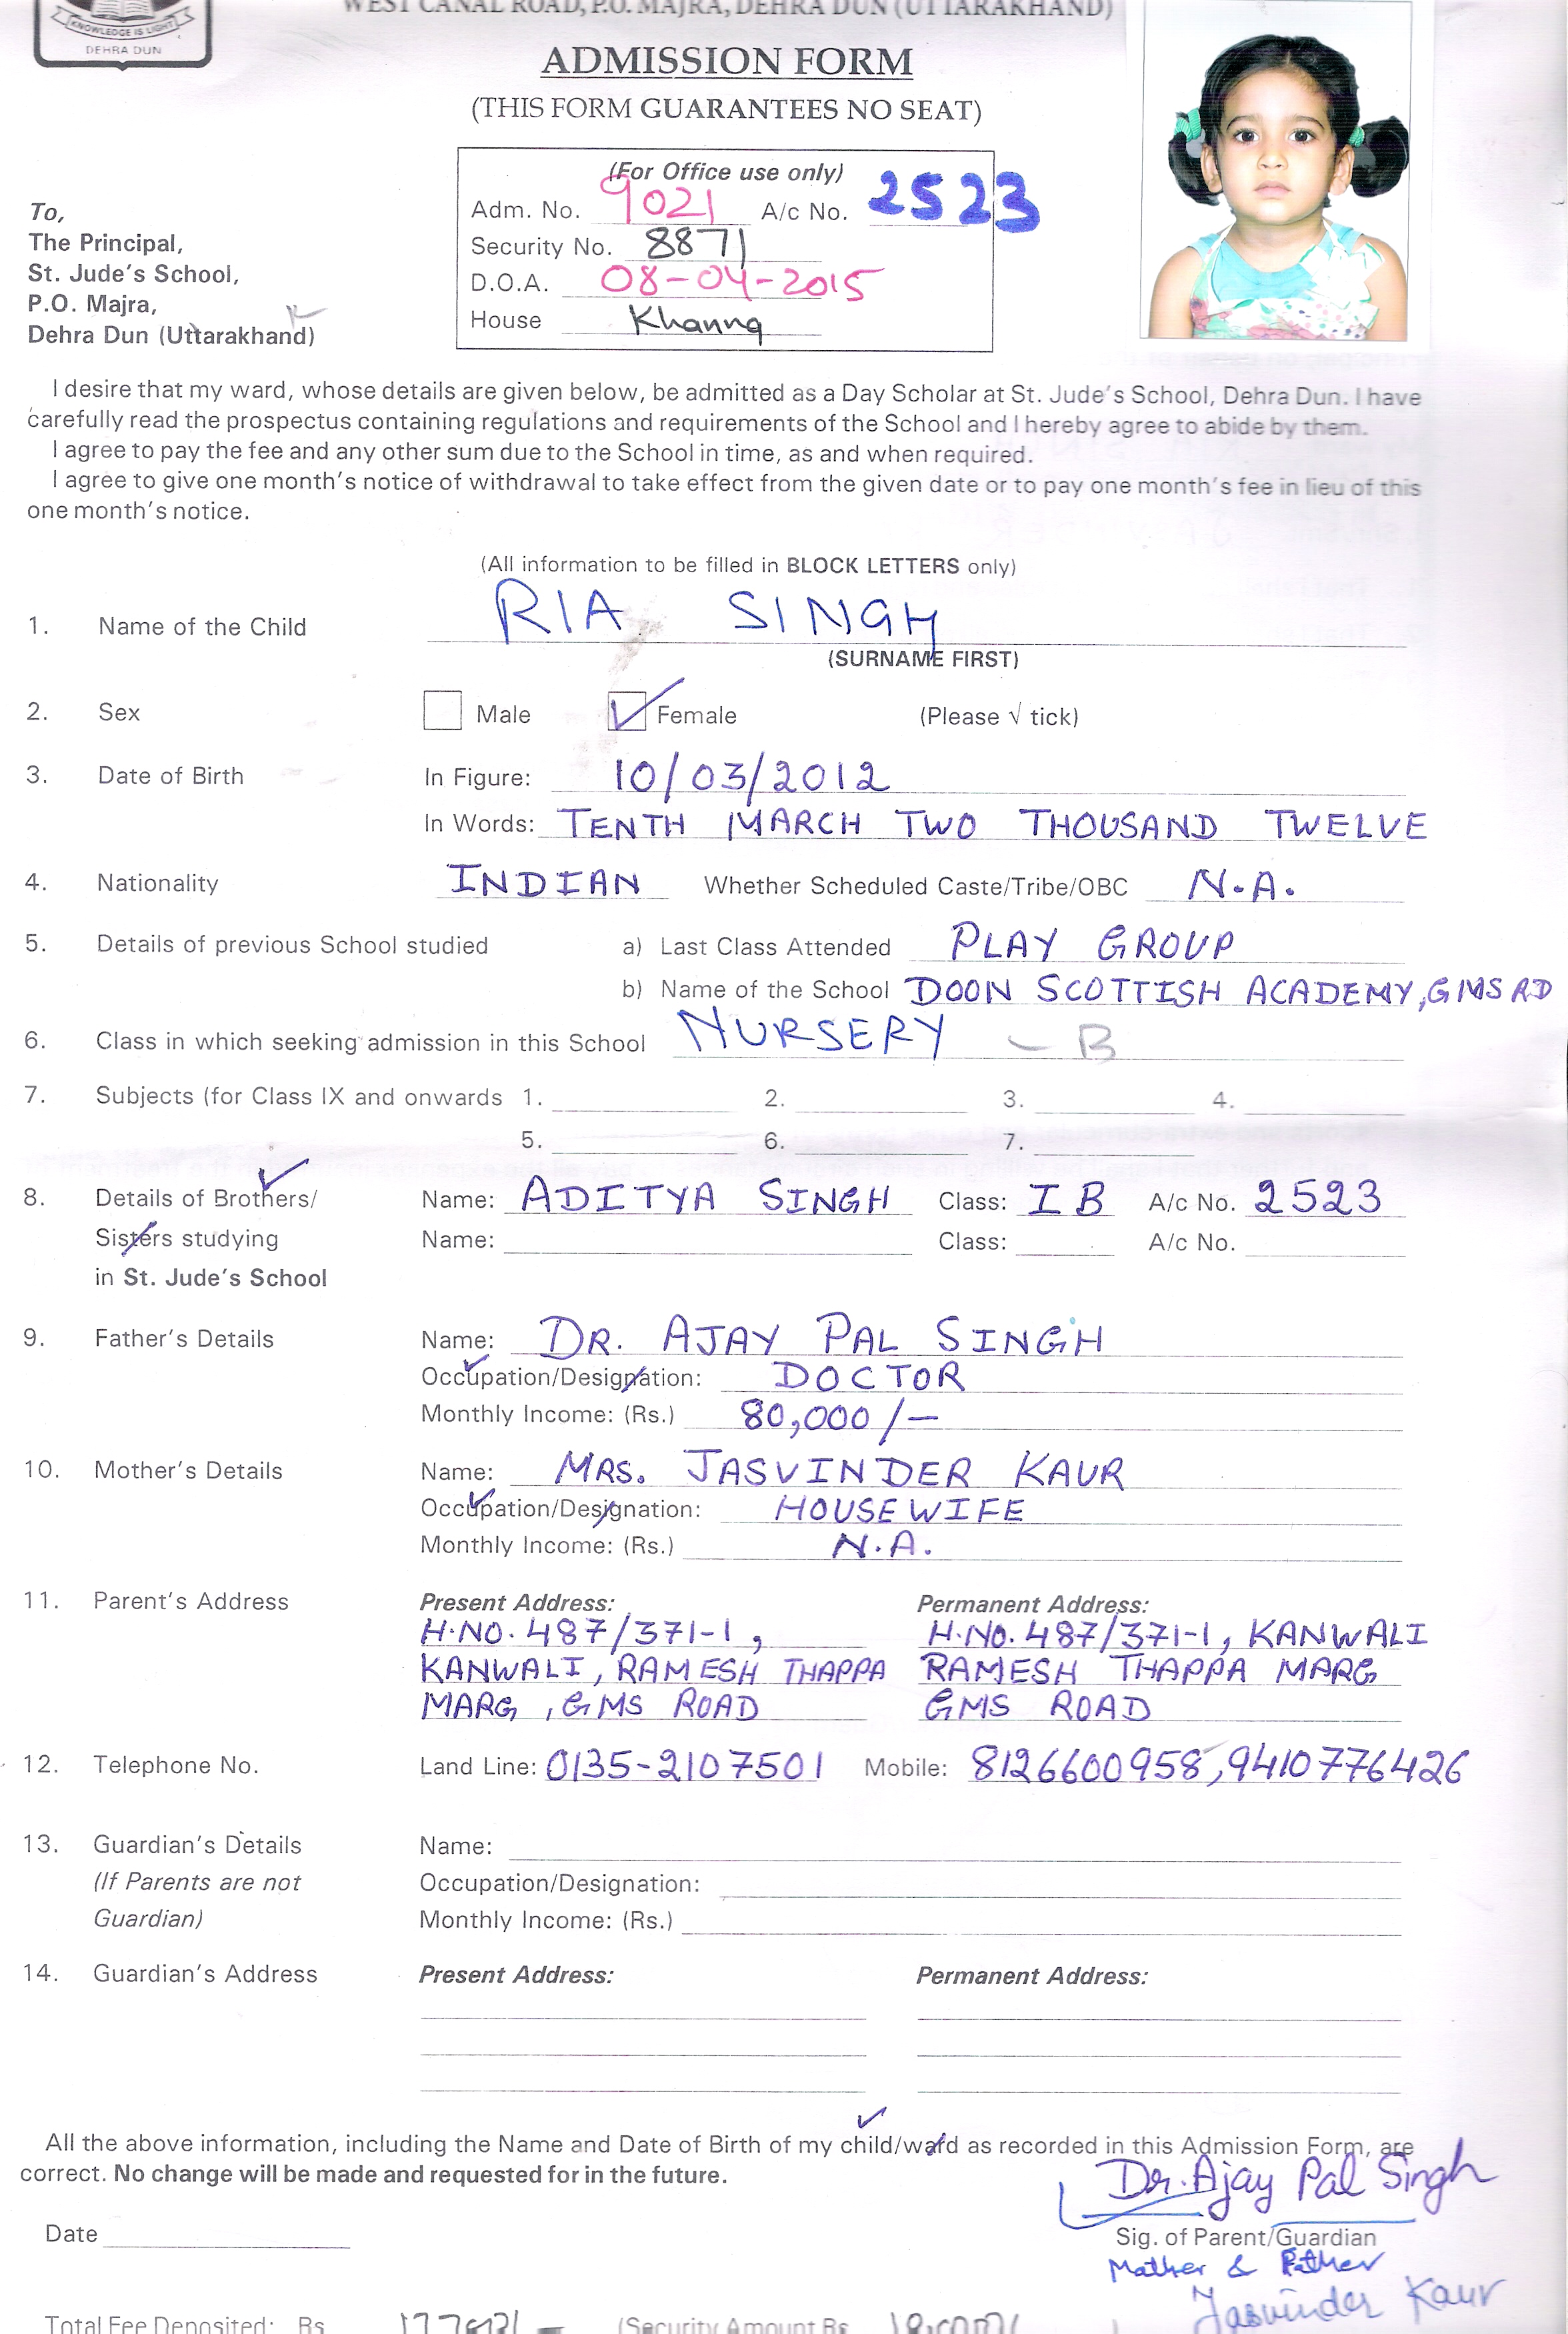 WEST CANAL ROAD, P.O. MAJRA, DEHRA DUN (UTTARAKHAND)
KNOWLEDGE IS LIGHT
DEHRA DUN
ADMISSION FORM
(THIS FORM GUARANTEES NO SEAT)
(For Office use only)
Adm. No. 9021 A/c No. 2523
Security No. 8871
D.O.A. 08-04-2015
House Khanna
To,
The Principal,
St. Jude's School,
P.O. Majra,
Dehra Dun (Uttarakhand)
I desire that my ward, whose details are given below, be admitted as a Day Scholar at St. Jude's School, Dehra Dun. I have
carefully read the prospectus containing regulations and requirements of the School and I hereby agree to abide by them.
I agree to pay the fee and any other sum due to the School in time, as and when required.
I agree to give one month's notice of withdrawal to take effect from the given date or to pay one month's fee in lieu of this
one month's notice.
(All information to be filled in BLOCK LETTERS only)
1. Name of the Child RIA SINGH
(SURNAME FIRST)
2. Sex Male Female (Please √ tick)
3. Date of Birth In Figure: 10/03/2012
In Words: TENTH MARCH TWO THOUSAND TWELVE
4. Nationality INDIAN Whether Scheduled Caste/Tribe/OBC N.A.
5. Details of previous School studied a) Last Class Attended PLAY GROUP
b) Name of the School DOON SCOTTISH ACADEMY, GMS RD
6. Class in which seeking admission in this School NURSERY - B
7. Subjects (for Class IX and onwards 1. 2. 3. 4.
5. 6. 7.
8. Details of Brothers/ Name: ADITYA SINGH Class: I B A/c No. 2523
Sisters studying Name: Class: A/c No.
in St. Jude's School
9. Father's Details Name: DR. AJAY PAL SINGH
Occupation/Designation: DOCTOR
Monthly Income: (Rs.) 80,000/-
10. Mother's Details Name: MRS. JASVINDER KAUR
Occupation/Designation: HOUSEWIFE
Monthly Income: (Rs.) N.A.
11. Parent's Address Present Address: Permanent Address:
H.NO. 487/371-1, H.NO. 487/371-1, KANWALI
KANWALI, RAMESH THAPPA RAMESH THAPPA MARG
MARG, GMS ROAD GMS ROAD
12. Telephone No. Land Line: 0135-2107501 Mobile: 8126600958, 9410776426
13. Guardian's Details Name:
(If Parents are not Occupation/Designation:
Guardian) Monthly Income: (Rs.)
14. Guardian's Address Present Address: Permanent Address:
All the above information, including the Name and Date of Birth of my child/ward as recorded in this Admission Form, are
correct. No change will be made and requested for in the future.
Dr. Ajay Pal Singh
Date Sig. of Parent/Guardian
Mother & Father
Jasvinder Kaur
Total Fee Deposited: Rs (Security Amount Rs